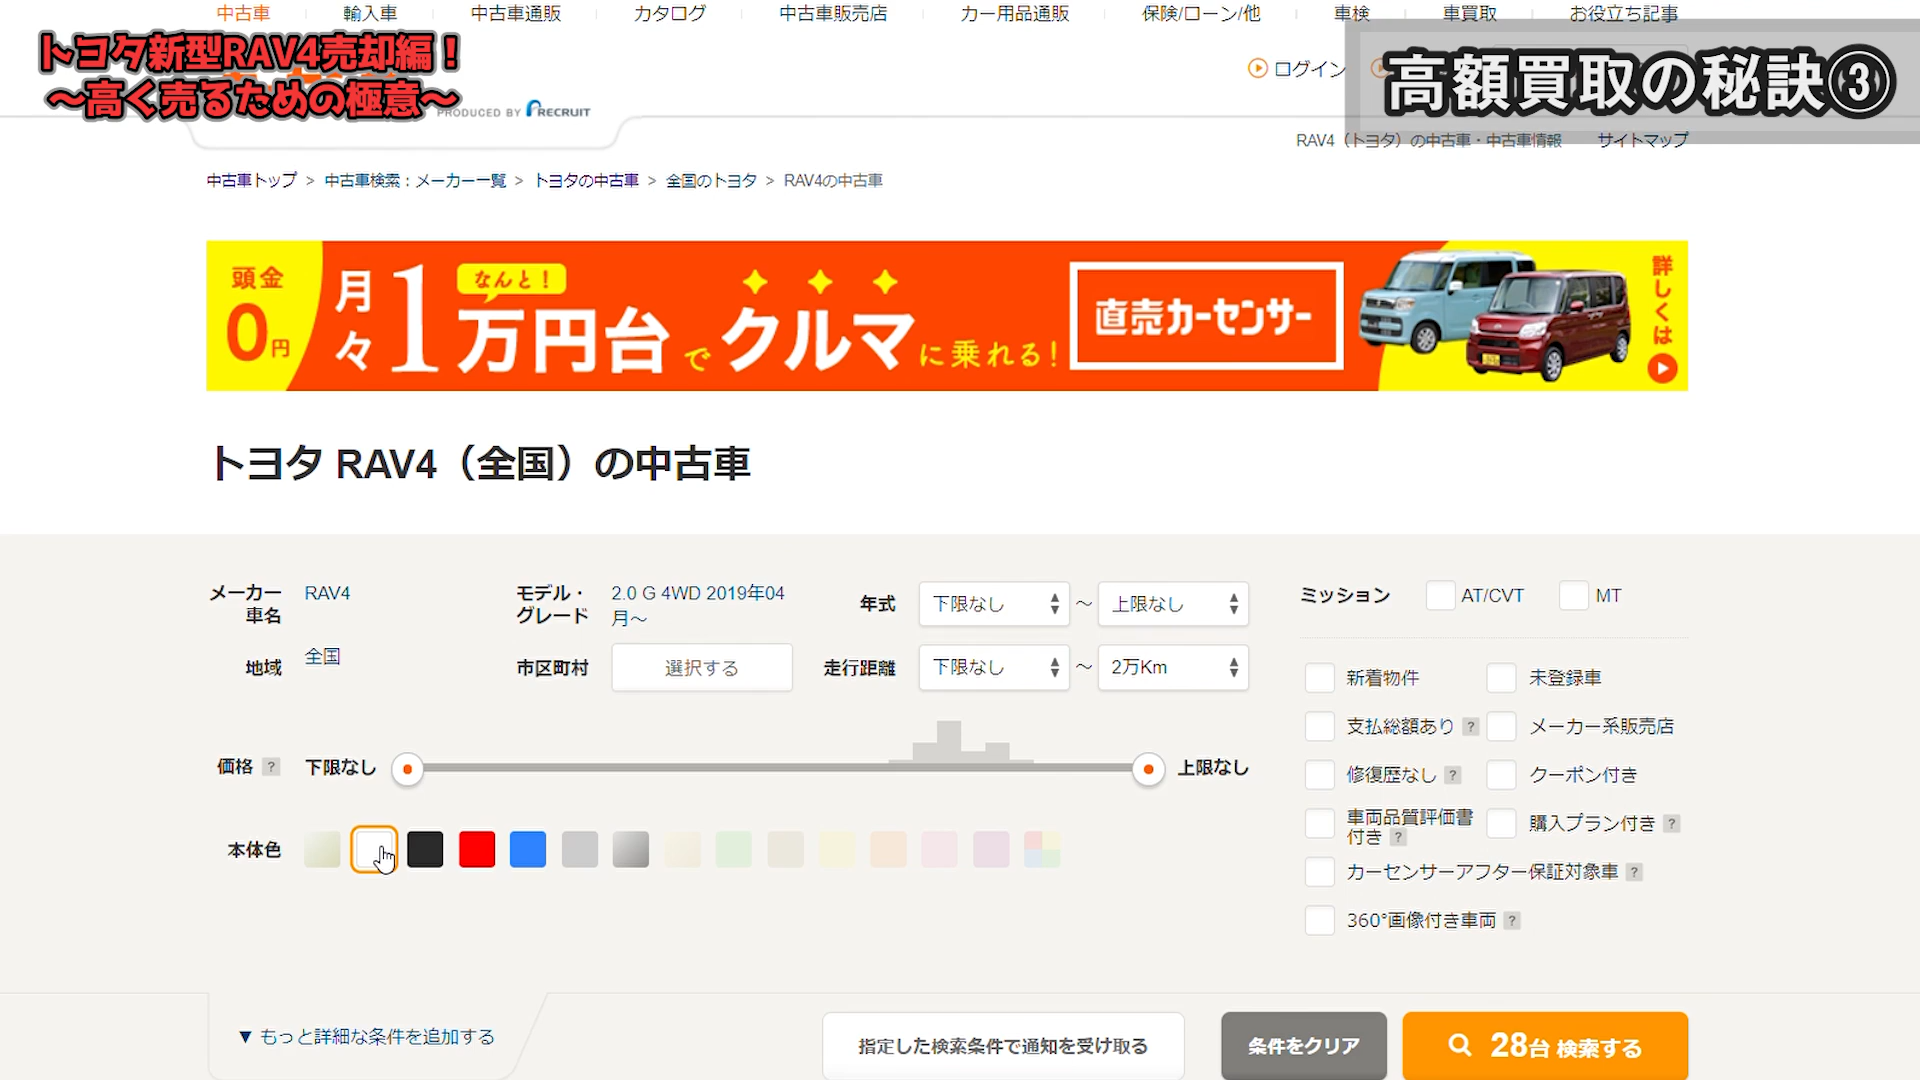 中古車 輸入車 中古車通販 カタログ 中古車販売店 カー用品通販 保険/ローン/他 車検 車買取 お役立ち記事
トヨタ新型RAV4売却編！
～高く売るための極意～
高額買取の秘訣③
ログイン
PRODUCED BY RECRUIT
RAV4（トヨタ）の中古車・中古車情報 サイトマップ
中古車トップ > 中古車検索：メーカー一覧 > トヨタの中古車 > 全国のトヨタ > RAV4の中古車
頭金
0円
月々1万円台でクルマに乗れる！
なんと！
直売カーセンサー
詳しくは
トヨタ RAV4（全国）の中古車
メーカー
車名
RAV4
モデル・
グレード
2.0 G 4WD 2019年04
月～
年式 下限なし ～ 上限なし
ミッション AT/CVT MT
地域 全国
市区町村 選択する
走行距離 下限なし ～ 2万Km
新着物件 未登録車
支払総額あり ? メーカー系販売店
価格 ? 下限なし 上限なし
修復歴なし ? クーポン付き
車両品質評価書
付き ?
購入プラン付き ?
本体色
カーセンサーアフター保証対象車 ?
360°画像付き車両 ?
▼ もっと詳細な条件を追加する
指定した検索条件で通知を受け取る
条件をクリア
28台 検索する